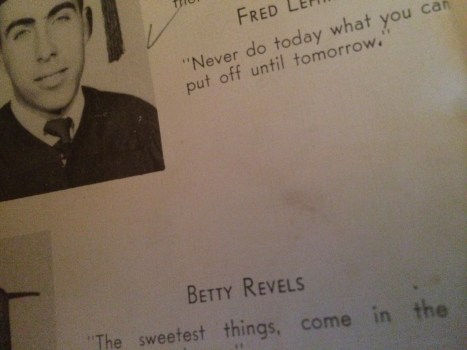 FRED
"Never do today what you can
put off until tomorrow."
BETTY REVELS
"The sweetest things, come in the